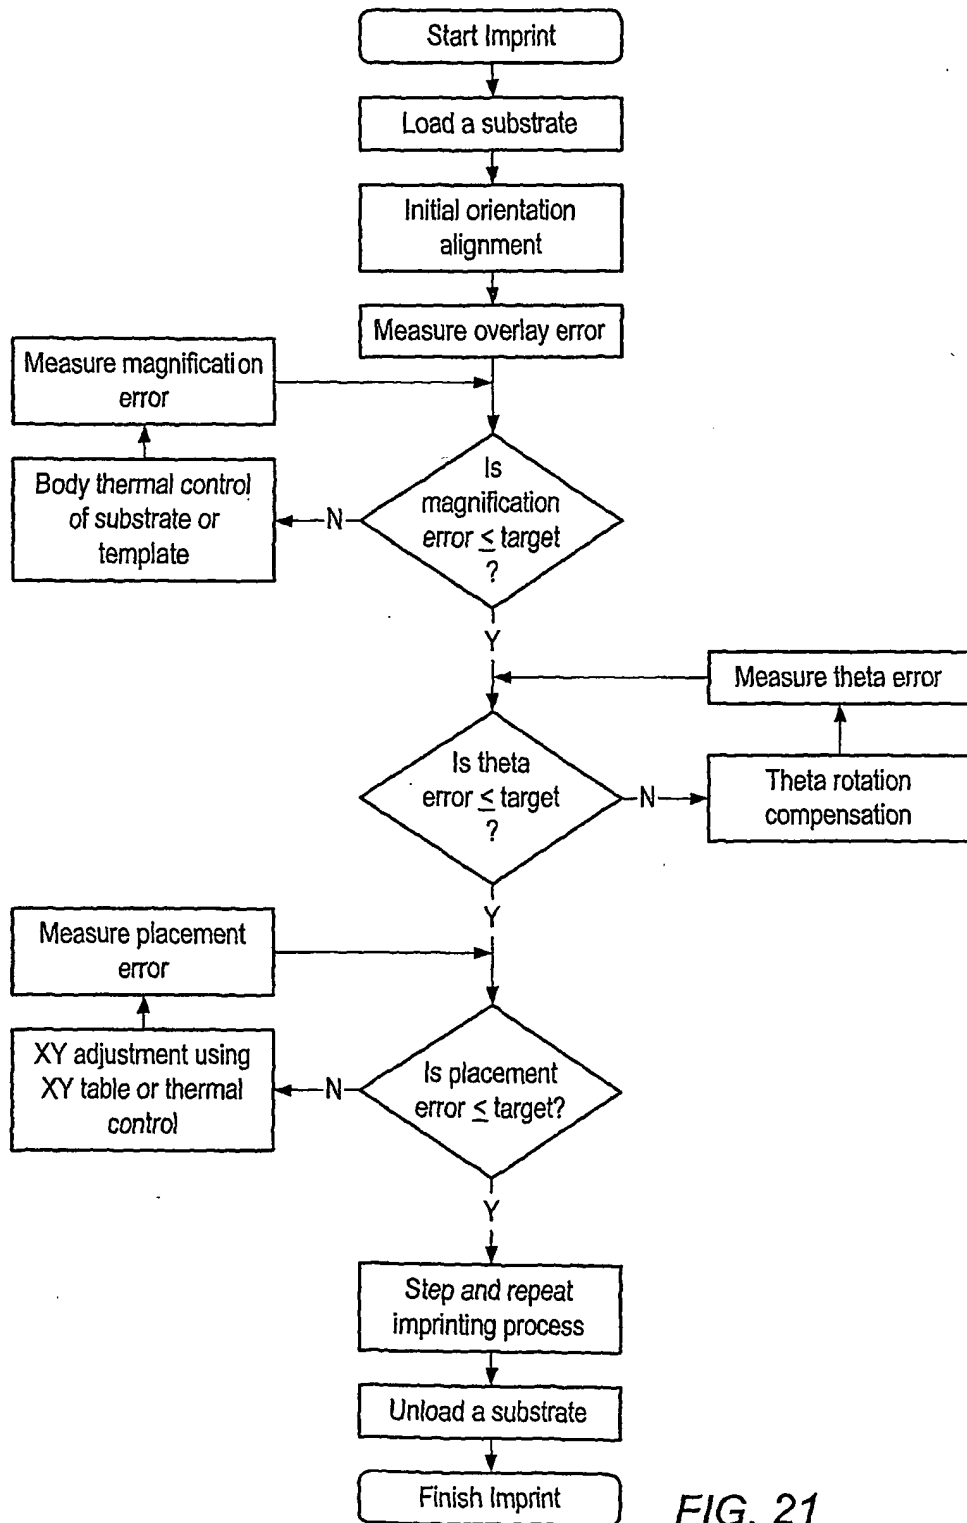 Start Imprint
Load a substrate
Initial orientation
alignment
Measure overlay error
Measure magnification
error
Body thermal control
of substrate or
template
N
Is
magnification
error ≤ target
?
Y
Measure theta error
Is theta
error ≤ target
?
N
Theta rotation
compensation
Y
Measure placement
error
XY adjustment using
XY table or thermal
control
N
Is placement
error ≤ target?
Y
Step and repeat
imprinting process
Unload a substrate
Finish Imprint
FIG. 21